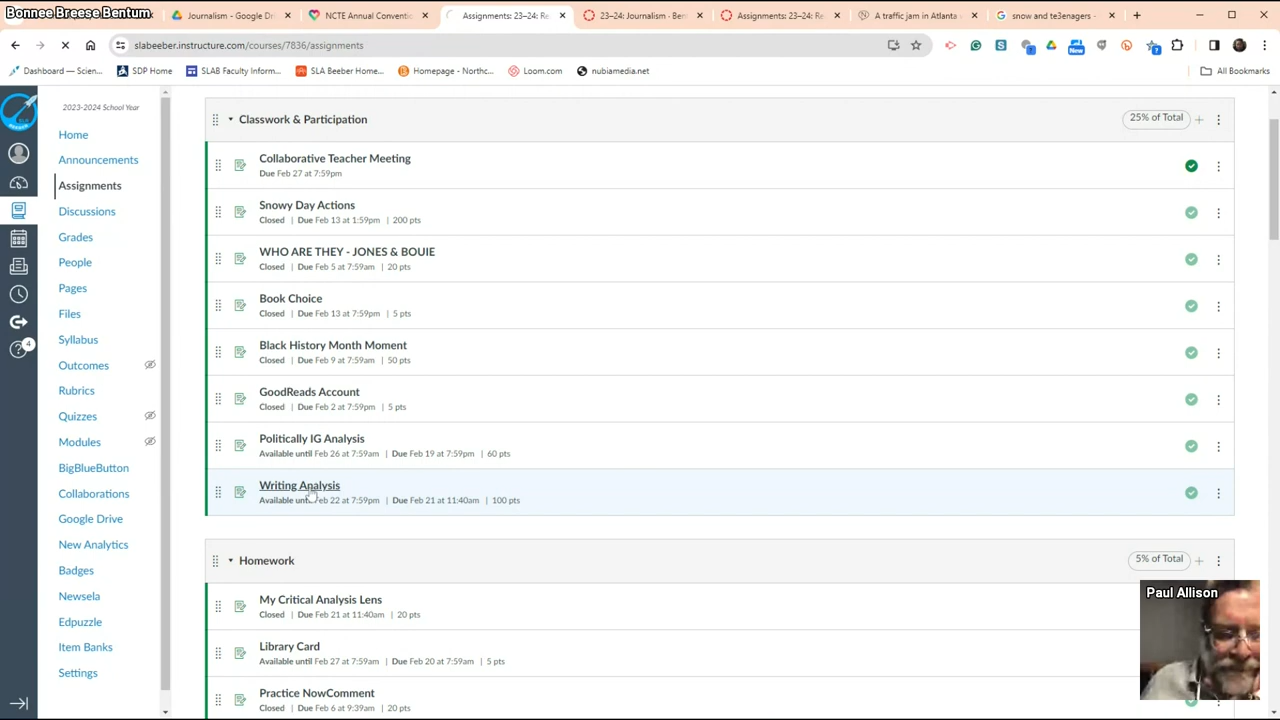 Bonnee Breese Bentum
Journalism - Google Dri
NCTE Annual Conventi
Assignments: 23–24: Re
23–24: Journalism - Ben
Assignments: 23–24: Re
A traffic jam in Atlanta
snow and te3enagers
slabeeber.instructure.com/courses/7836/assignments
Dashboard — Scien...
SDP Home
SLAB Faculty Inform...
SLA Beeber Home...
Homepage - Northc...
Loom.com
nubiamedia.net
All Bookmarks
2023-2024 School Year
Home
Announcements
Assignments
Discussions
Grades
People
Pages
Files
Syllabus
Outcomes
Rubrics
Quizzes
Modules
BigBlueButton
Collaborations
Google Drive
New Analytics
Badges
Newsela
Edpuzzle
Item Banks
Settings
4
Classwork & Participation
25% of Total
Collaborative Teacher Meeting
Due Feb 27 at 7:59pm
Snowy Day Actions
Closed | Due Feb 13 at 1:59pm | 200 pts
WHO ARE THEY - JONES & BOUIE
Closed | Due Feb 5 at 7:59am | 20 pts
Book Choice
Closed | Due Feb 13 at 7:59pm | 5 pts
Black History Month Moment
Closed | Due Feb 9 at 7:59am | 50 pts
GoodReads Account
Closed | Due Feb 2 at 7:59pm | 5 pts
Politically IG Analysis
Available until Feb 26 at 7:59am | Due Feb 19 at 7:59pm | 60 pts
Writing Analysis
Available until Feb 22 at 7:59pm | Due Feb 21 at 11:40am | 100 pts
Homework
5% of Total
My Critical Analysis Lens
Closed | Due Feb 21 at 11:40am | 20 pts
Library Card
Available until Feb 27 at 7:59am | Due Feb 20 at 7:59am | 5 pts
Practice NowComment
Closed | Due Feb 6 at 9:39am | 20 pts
Paul Allison